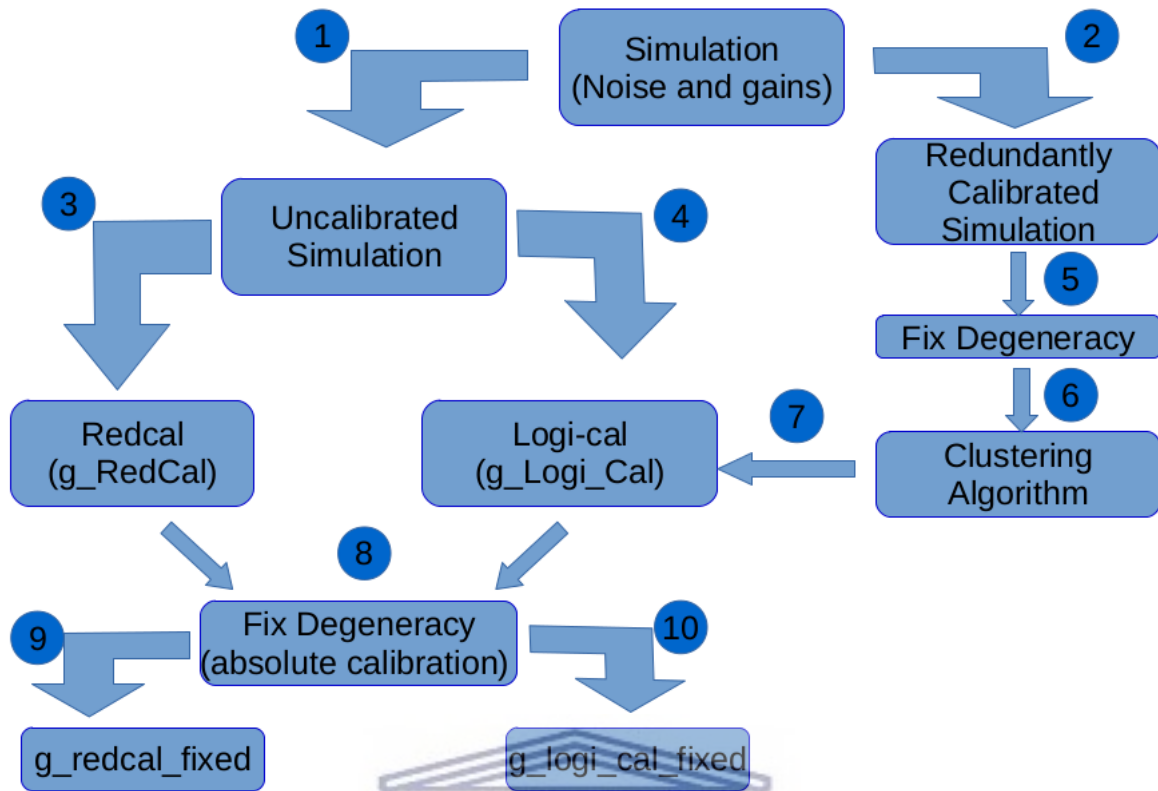 1
Simulation
(Noise and gains)
2
Redundantly
Calibrated
Simulation
3
Uncalibrated
Simulation
4
5
Fix Degeneracy
6
Redcal
(g_RedCal)
Logi-cal
(g_Logi_Cal)
7
Clustering
Algorithm
8
Fix Degeneracy
(absolute calibration)
9
10
g_redcal_fixed
g_logi_cal_fixed